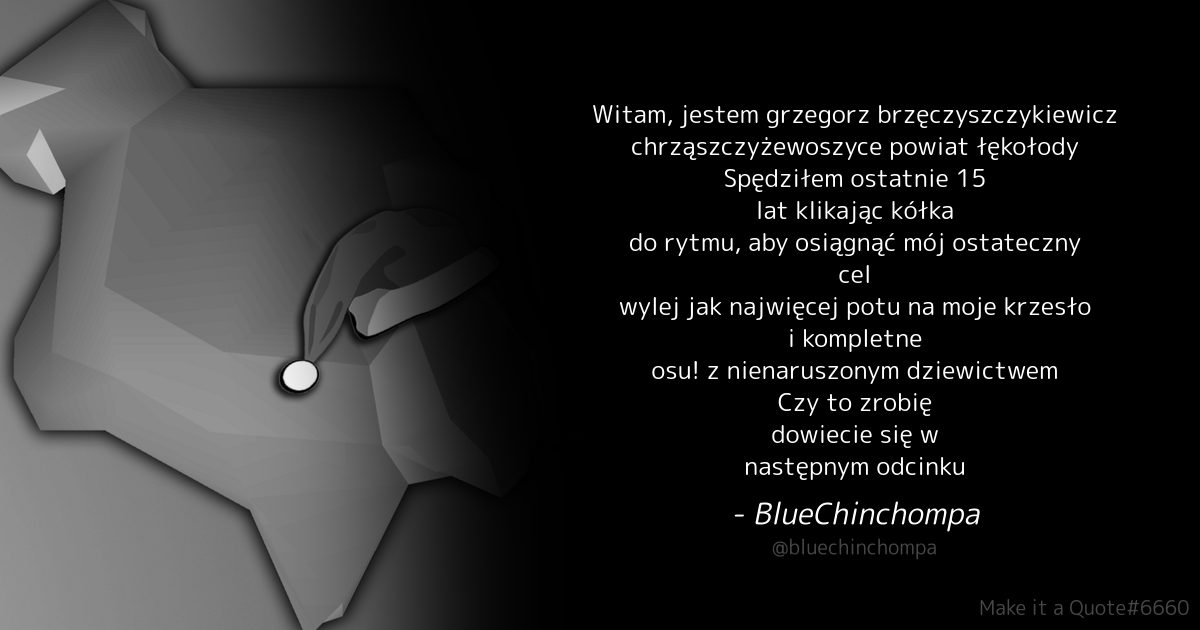 Witam, jestem grzegorz brzęczyszczykiewicz
chrząszczyżewoszyce powiat łękołody
Spędziłem ostatnie 15
lat klikając kółka
do rytmu, aby osiągnąć mój ostateczny
cel
wylej jak najwięcej potu na moje krzesło
i kompletne
osu! z nienaruszonym dziewictwem
Czy to zrobię
dowiecie się w
następnym odcinku
- BlueChinchompa
@bluechinchompa
Make it a Quote#6660